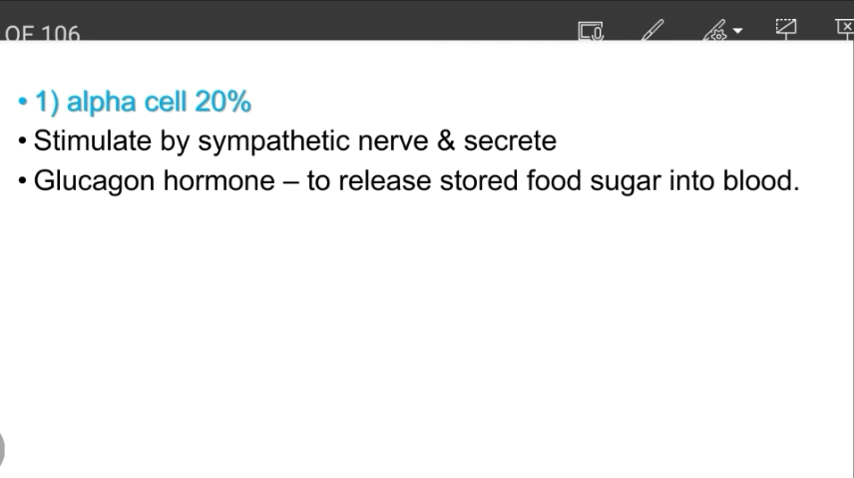 OF 106
• 1) alpha cell 20%
• Stimulate by sympathetic nerve & secrete
• Glucagon hormone – to release stored food sugar into blood.